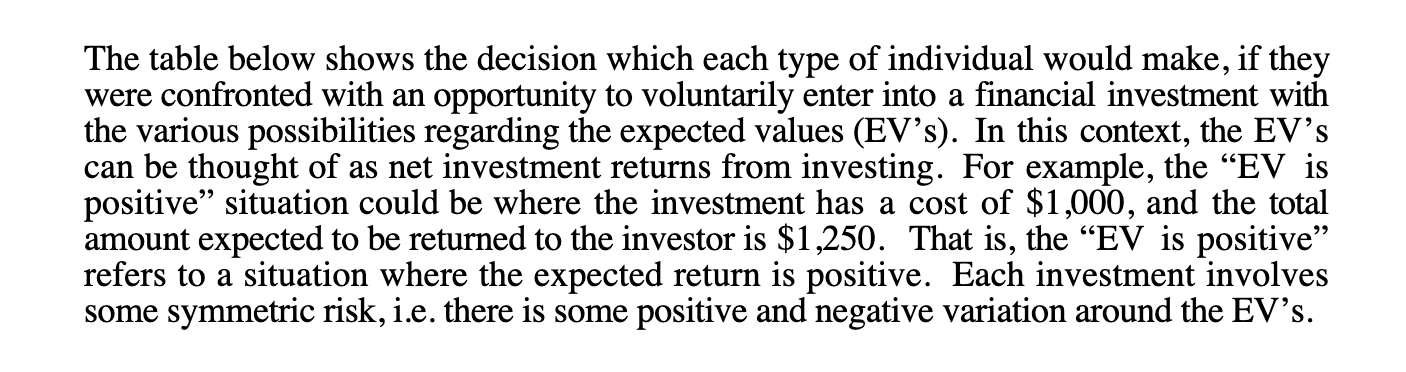 The table below shows the decision which each type of individual would make, if they
were confronted with an opportunity to voluntarily enter into a financial investment with
the various possibilities regarding the expected values (EV’s). In this context, the EV’s
can be thought of as net investment returns from investing. For example, the “EV is
positive” situation could be where the investment has a cost of $1,000, and the total
amount expected to be returned to the investor is $1,250. That is, the “EV is positive”
refers to a situation where the expected return is positive. Each investment involves
some symmetric risk, i.e. there is some positive and negative variation around the EV’s.